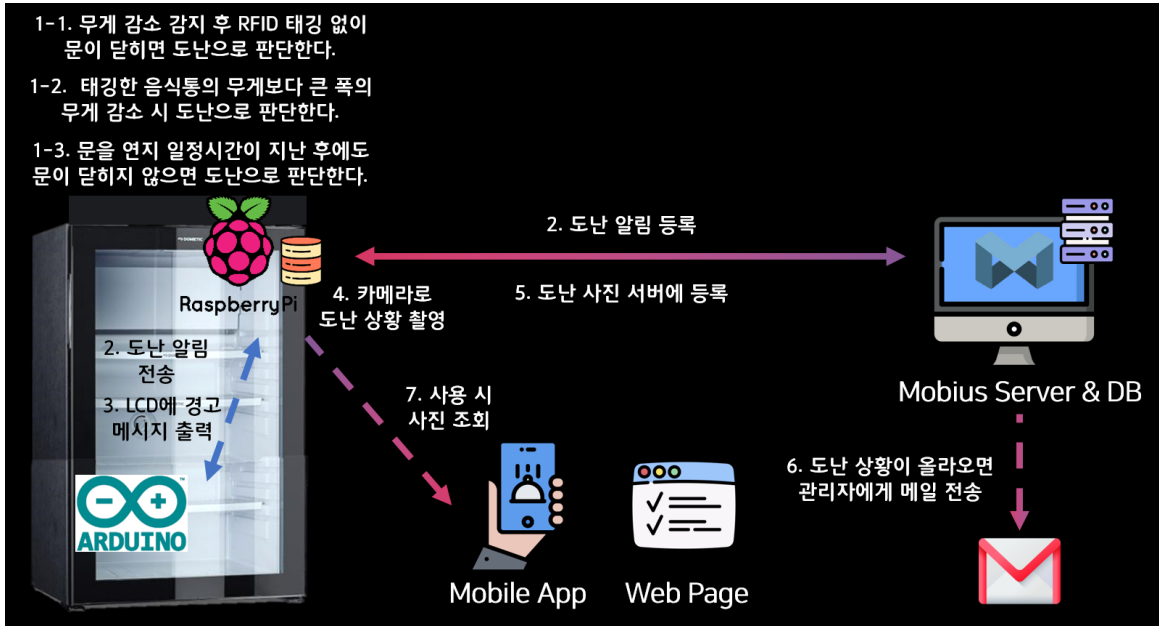 1-1. 무게 감소 감지 후 RFID 태깅 없이
문이 닫히면 도난으로 판단한다.
1-2. 태깅한 음식통의 무게보다 큰 폭의
무게 감소 시 도난으로 판단한다.
1-3. 문을 연지 일정시간이 지난 후에도
문이 닫히지 않으면 도난으로 판단한다.
DOMETIC
RaspberryPi
2. 도난 알림 등록
5. 도난 사진 서버에 등록
4. 카메라로
도난 상황 촬영
2. 도난 알림
전송
3. LCD에 경고
메시지 출력
ARDUINO
TM
7. 사용 시
사진 조회
Mobile App
Web Page
Mobius Server & DB
6. 도난 상황이 올라오면
관리자에게 메일 전송